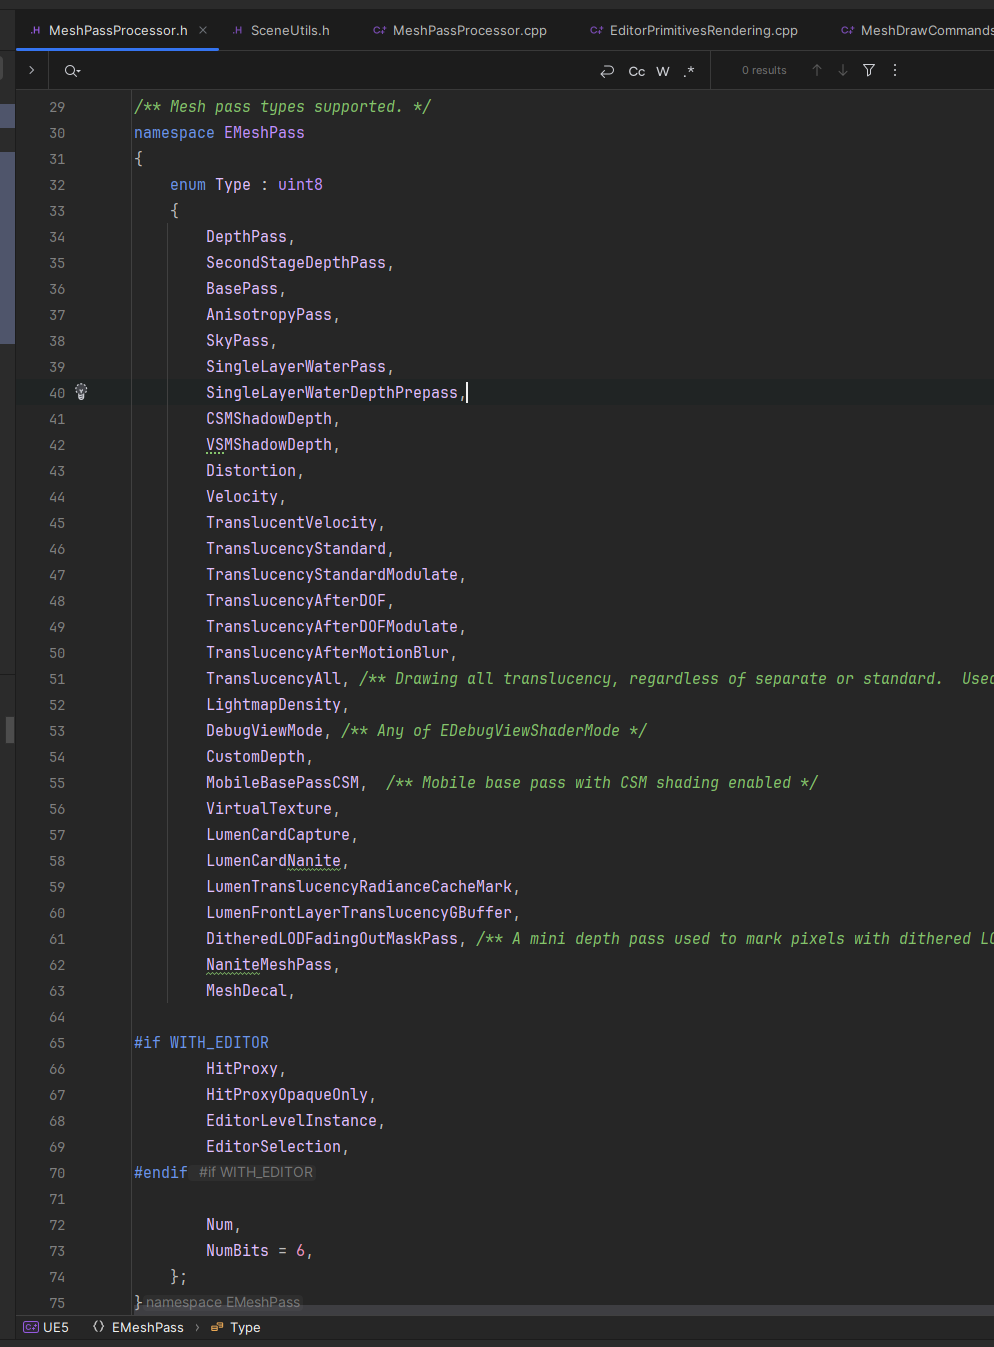 MeshPassProcessor.h SceneUtils.h MeshPassProcessor.cpp EditorPrimitivesRendering.cpp MeshDrawCommands
Cc W .* 0 results
29 /** Mesh pass types supported. */
30 namespace EMeshPass
31 {
32 enum Type : uint8
33 {
34 DepthPass,
35 SecondStageDepthPass,
36 BasePass,
37 AnisotropyPass,
38 SkyPass,
39 SingleLayerWaterPass,
40 SingleLayerWaterDepthPrepass,
41 CSMShadowDepth,
42 VSMShadowDepth,
43 Distortion,
44 Velocity,
45 TranslucentVelocity,
46 TranslucencyStandard,
47 TranslucencyStandardModulate,
48 TranslucencyAfterDOF,
49 TranslucencyAfterDOFModulate,
50 TranslucencyAfterMotionBlur,
51 TranslucencyAll, /** Drawing all translucency, regardless of separate or standard.  Used
52 LightmapDensity,
53 DebugViewMode, /** Any of EDebugViewShaderMode */
54 CustomDepth,
55 MobileBasePassCSM,  /** Mobile base pass with CSM shading enabled */
56 VirtualTexture,
57 LumenCardCapture,
58 LumenCardNanite,
59 LumenTranslucencyRadianceCacheMark,
60 LumenFrontLayerTranslucencyGBuffer,
61 DitheredLODFadingOutMaskPass, /** A mini depth pass used to mark pixels with dithered LO
62 NaniteMeshPass,
63 MeshDecal,
64
65 #if WITH_EDITOR
66 HitProxy,
67 HitProxyOpaqueOnly,
68 EditorLevelInstance,
69 EditorSelection,
70 #endif #if WITH_EDITOR
71
72 Num,
73 NumBits = 6,
74 };
75 } namespace EMeshPass
UE5 EMeshPass › Type